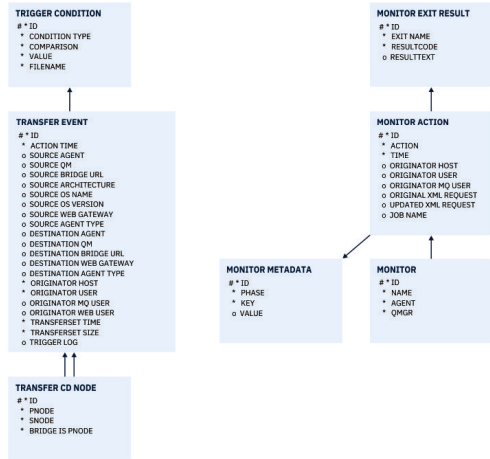 TRIGGER CONDITION
# * ID
* CONDITION TYPE
* COMPARISON
* VALUE
* FILENAME
TRANSFER EVENT
# * ID
* ACTION TIME
o SOURCE AGENT
o SOURCE QM
o SOURCE BRIDGE URL
o SOURCE ARCHITECTURE
o SOURCE OS NAME
o SOURCE OS VERSION
o SOURCE WEB GATEWAY
o SOURCE AGENT TYPE
o DESTINATION AGENT
o DESTINATION QM
o DESTINATION BRIDGE URL
o DESTINATION WEB GATEWAY
o DESTINATION AGENT TYPE
* ORIGINATOR HOST
* ORIGINATOR USER
o ORIGINATOR MQ USER
o ORIGINATOR WEB USER
* TRANSFERSET TIME
* TRANSFERSET SIZE
o TRIGGER LOG
TRANSFER CD NODE
# * ID
* PNODE
* SNODE
* BRIDGE IS PNODE
MONITOR EXIT RESULT
# * ID
* EXIT NAME
* RESULTCODE
o RESULTTEXT
MONITOR ACTION
# * ID
* ACTION
* TIME
o ORIGINATOR HOST
o ORIGINATOR USER
o ORIGINATOR MQ USER
o ORIGINAL XML REQUEST
o UPDATED XML REQUEST
o JOB NAME
MONITOR METADATA
# * ID
* PHASE
* KEY
o VALUE
MONITOR
# * ID
* NAME
* AGENT
* QMGR